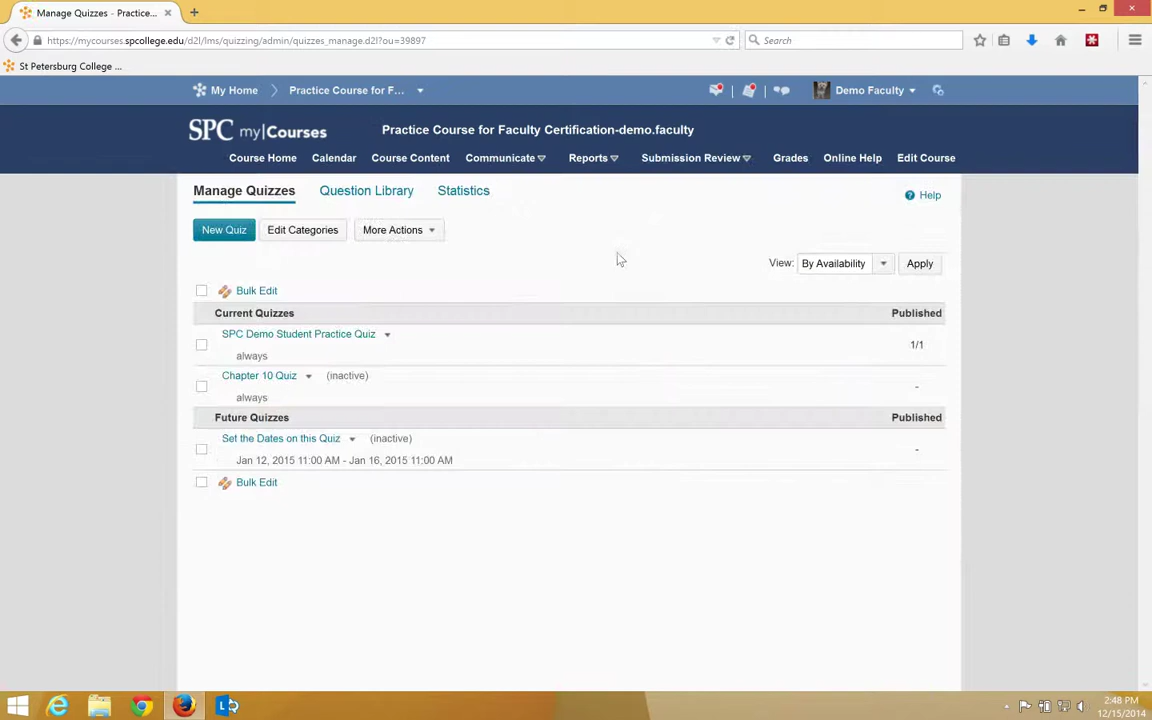 Manage Quizzes - Practice...
https://mycourses.spcollege.edu/d2l/lms/quizzing/admin/quizzes_manage.d2l?ou=39897
Search
St Petersburg College ...
My Home
Practice Course for F...
Demo Faculty
SPC my|Courses
Practice Course for Faculty Certification-demo.faculty
Course Home Calendar Course Content Communicate Reports Submission Review Grades Online Help Edit Course
Manage Quizzes Question Library Statistics
Help
New Quiz Edit Categories More Actions
View: By Availability Apply
Bulk Edit
Current Quizzes Published
SPC Demo Student Practice Quiz
1/1
always
Chapter 10 Quiz (inactive)
-
always
Future Quizzes Published
Set the Dates on this Quiz (inactive)
-
Jan 12, 2015 11:00 AM - Jan 16, 2015 11:00 AM
Bulk Edit
2:48 PM
12/15/2014